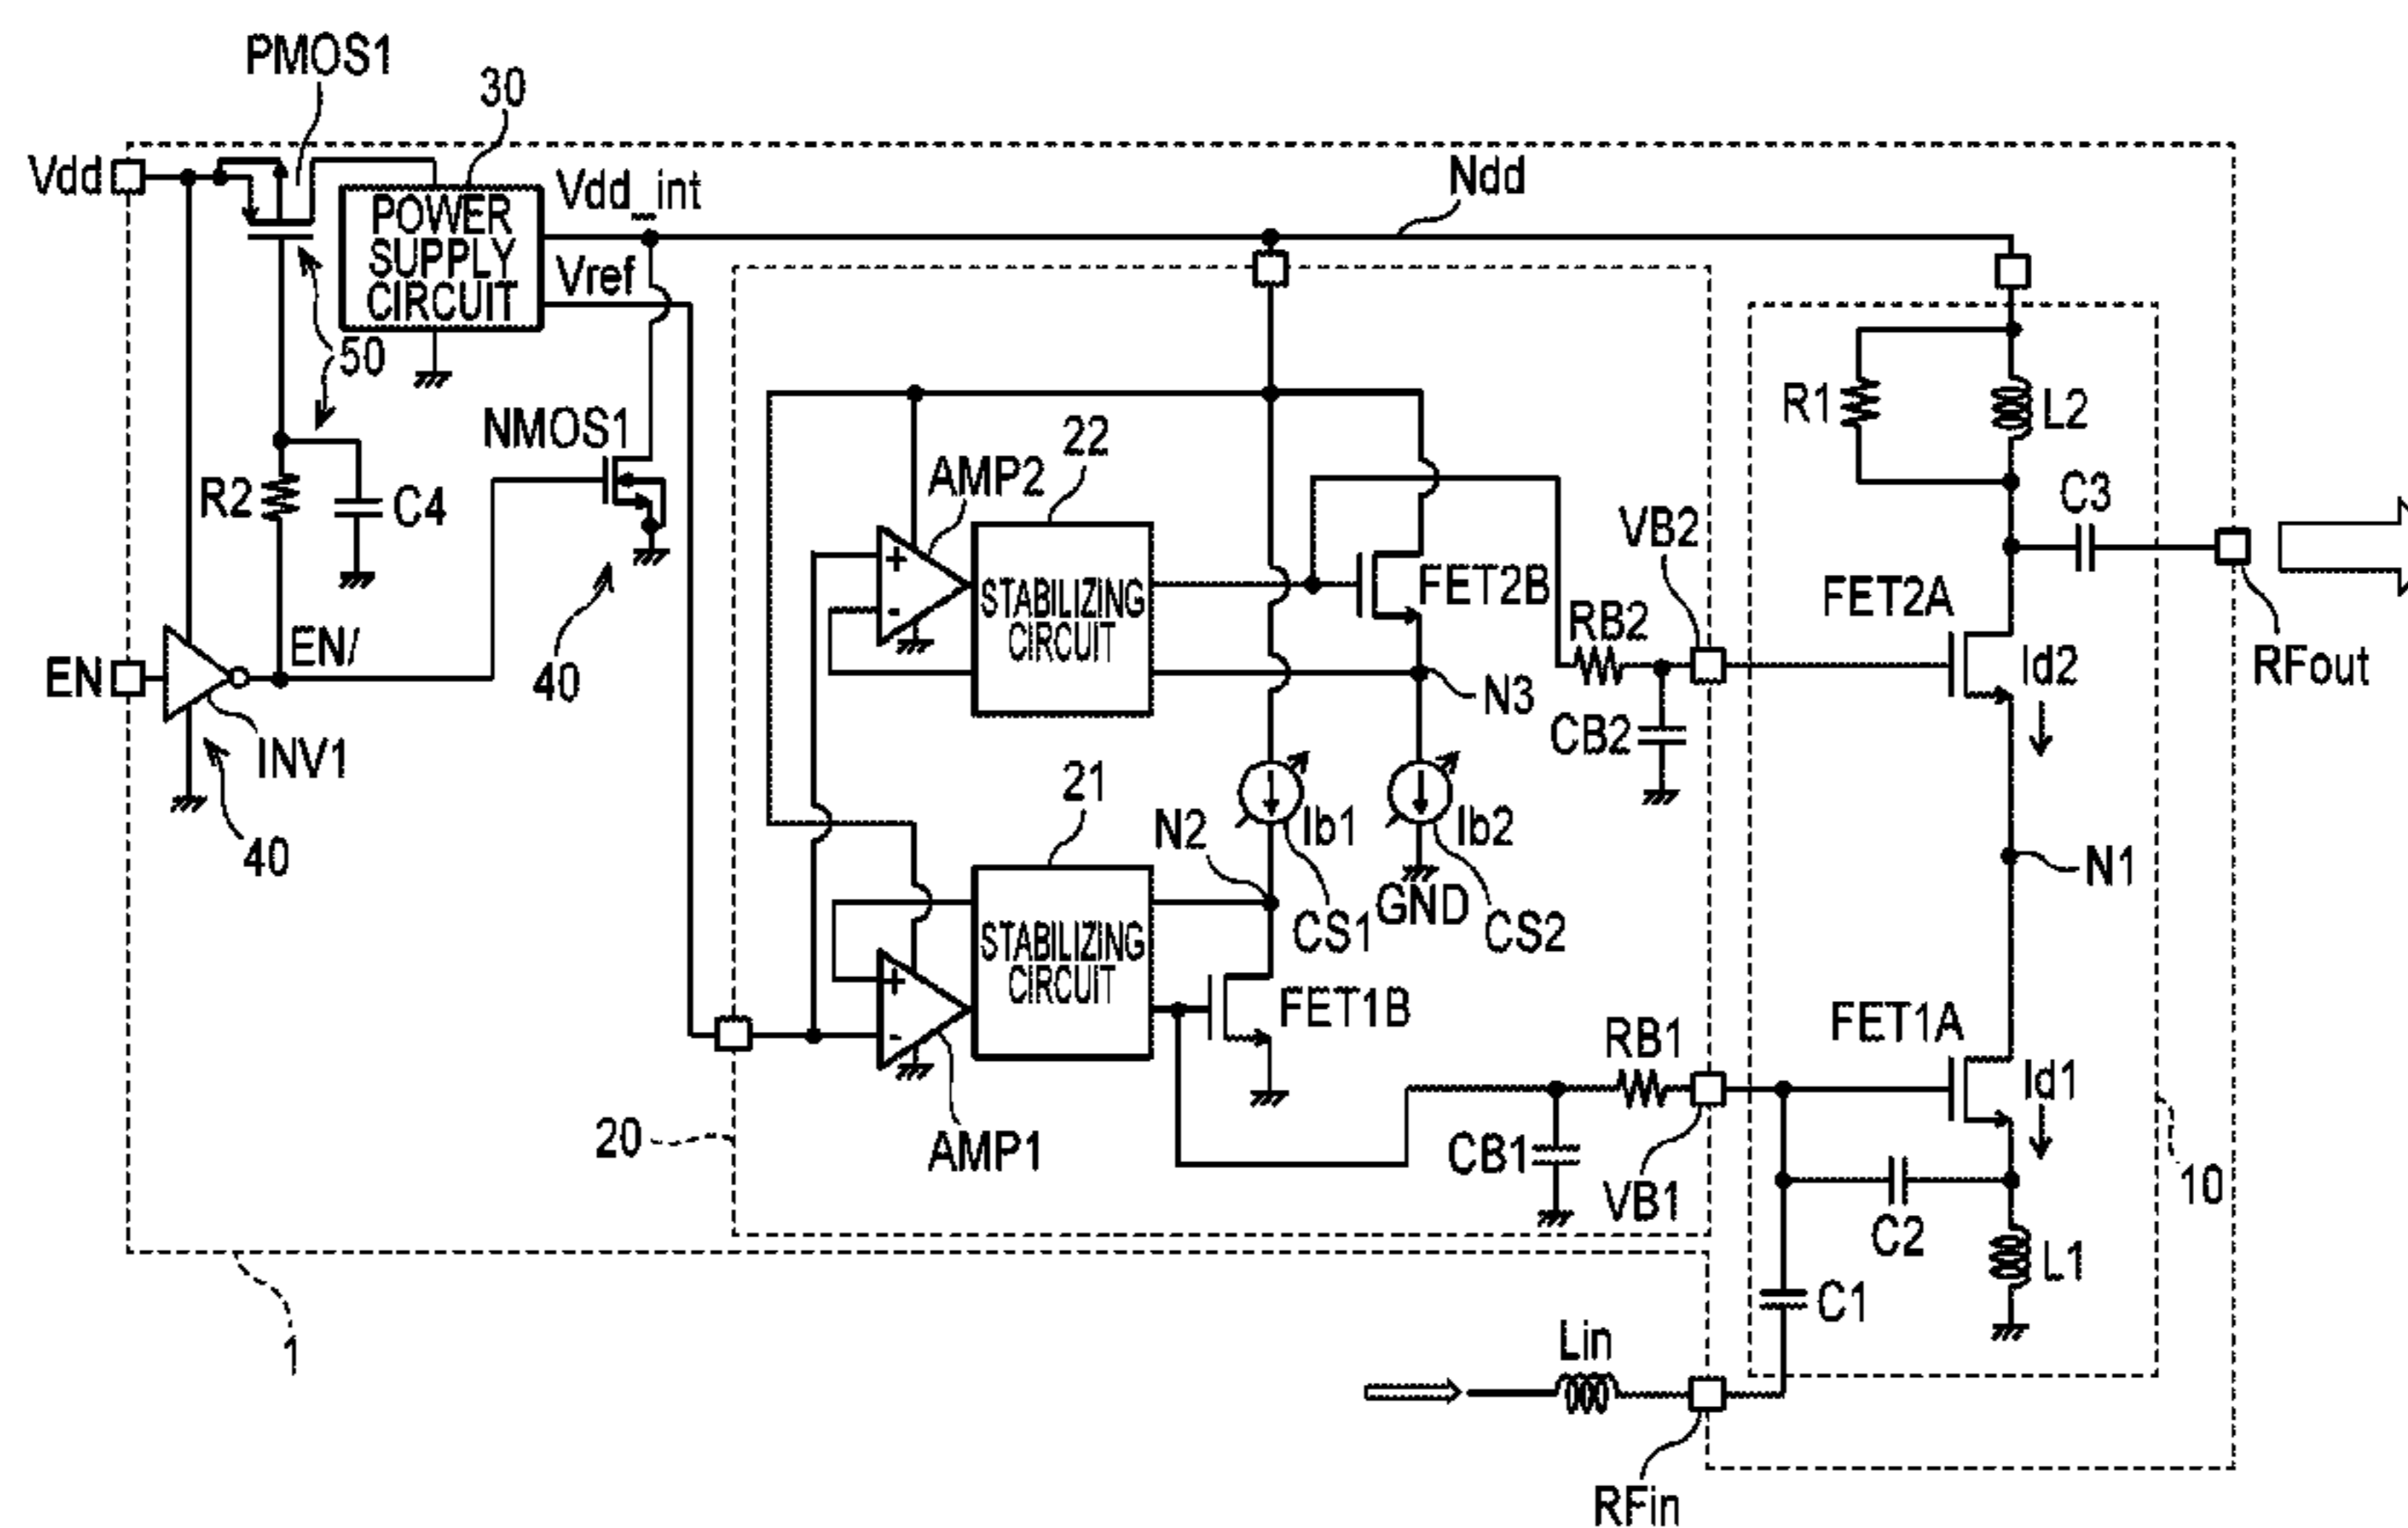 PMOS1
30
Vdd
Vdd_int
Ndd
POWER
SUPPLY
CIRCUIT
Vref
50
NMOS1
22
R1
L2
R2
C4
AMP2
C3
+
-
STABILIZING
CIRCUIT
FET2B
VB2
FET2A
RB2
Id2
RFout
EN
EN/
40
N3
CB2
INV1
21
40
N2
Ib1
Ib2
N1
CS1
GND
CS2
+
-
STABILIZING
CIRCUIT
FET1B
FET1A
RB1
Id1
20
AMP1
CB1
VB1
10
C2
L1
C1
1
Lin
RFin